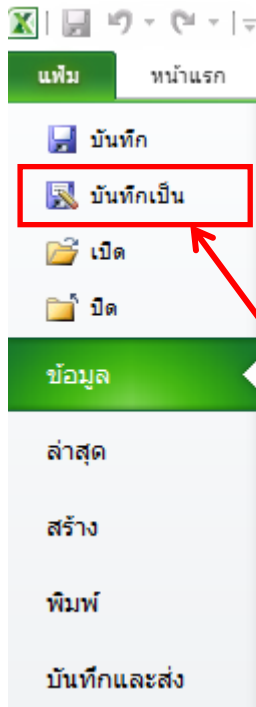 แฟ้ม หน้าแรก
บันทึก
บันทึกเป็น
เปิด
ปิด
ข้อมูล
ล่าสุด
สร้าง
พิมพ์
บันทึกและส่ง